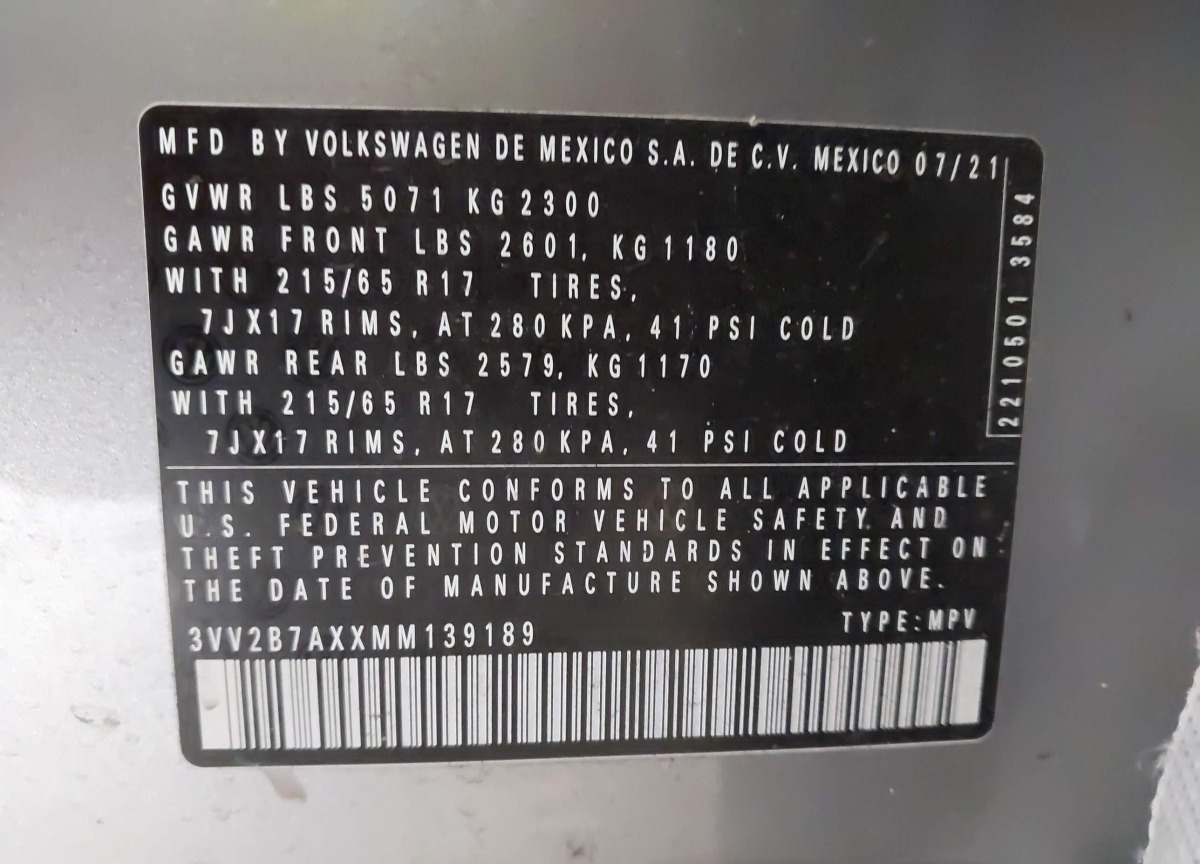 MFD BY VOLKSWAGEN DE MEXICO S.A. DE C.V. MEXICO 07/21
GVWR LBS 5071 KG 2300
GAWR FRONT LBS 2601, KG 1180
WITH 215/65 R17 TIRES,
7JX17 RIMS, AT 280 KPA, 41 PSI COLD
GAWR REAR LBS 2579, KG 1170
WITH 215/65 R17 TIRES,
7JX17 RIMS, AT 280 KPA, 41 PSI COLD
2210501 3584
THIS VEHICLE CONFORMS TO ALL APPLICABLE
U.S. FEDERAL MOTOR VEHICLE SAFETY AND
THEFT PREVENTION STANDARDS IN EFFECT ON
THE DATE OF MANUFACTURE SHOWN ABOVE.
3VV2B7AXXMM139189
TYPE:MPV